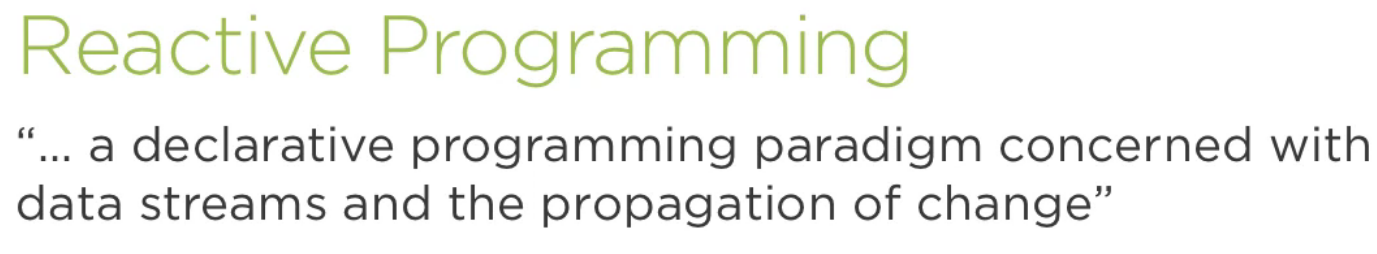 Reactive Programming
“... a declarative programming paradigm concerned with
data streams and the propagation of change”